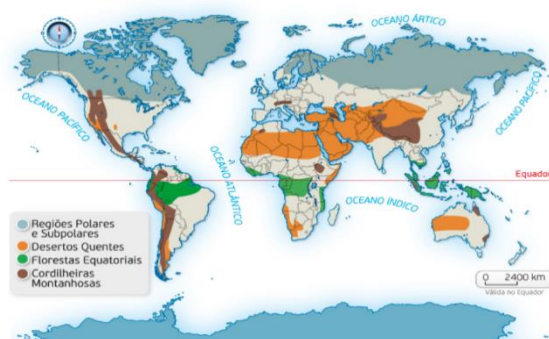 OCEANO ÁRTICO
OCEANO PACÍFICO
OCEANO PACÍFICO
OCEANO ATLÂNTICO
Equador
OCEANO ÍNDICO
Regiões Polares
e Subpolares
Desertos Quentes
Florestas Equatoriais
Cordilheiras
Montanhosas
0 2400 km
Válida no Equador